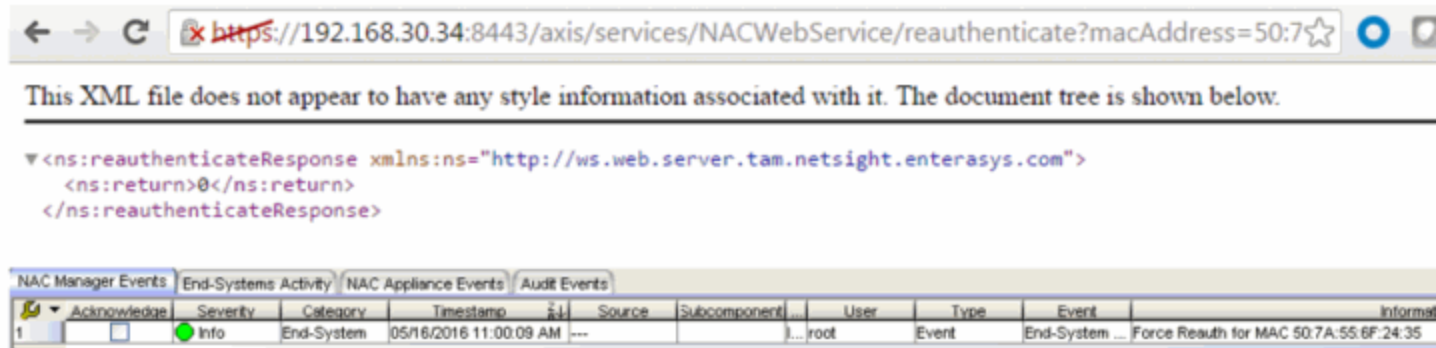 https://192.168.30.34:8443/axis/services/NACWebService/reauthenticate?macAddress=50:7
This XML file does not appear to have any style information associated with it. The document tree is shown below.
▼<ns:reauthenticateResponse xmlns:ns="http://ws.web.server.tam.netsight.enterasys.com">
<ns:return>0</ns:return>
</ns:reauthenticateResponse>
NAC Manager Events End-Systems Activity NAC Appliance Events Audit Events
Acknowledge Severity Category Timestamp Source Subcomponent ... User Type Event Informat
1 Info End-System 05/16/2016 11:00:09 AM --- I... root Event End-System ... Force Reauth for MAC 50:7A:55:6F:24:35